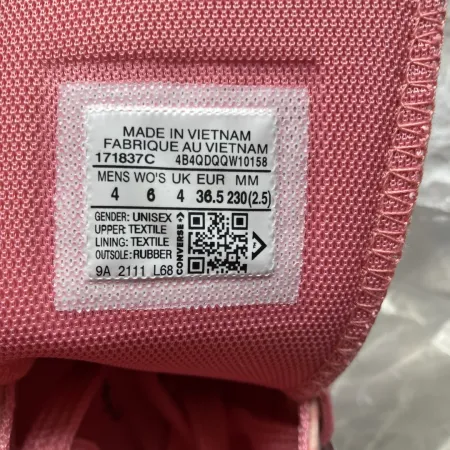 MADE IN VIETNAM
FABRIQUE AU VIETNAM
171837C 4B4QDQQW10158
MENS WO'S UK EUR MM
4 6 4 36.5 230(2.5)
GENDER: UNISEX
UPPER: TEXTILE
LINING: TEXTILE
OUTSOLE: RUBBER
9A 2111 L68
CONVERSE